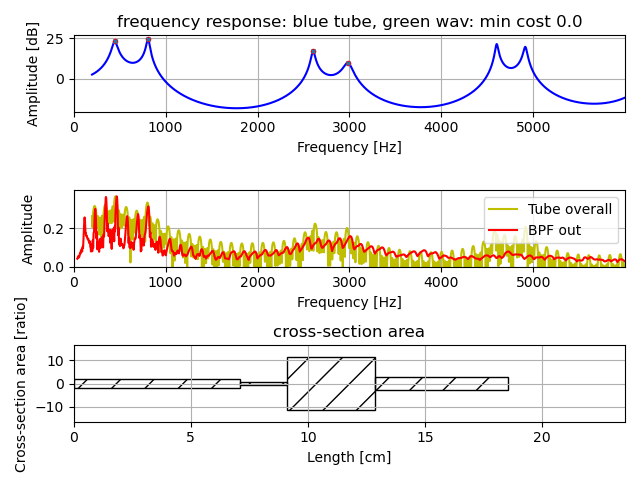 frequency response: blue tube, green wav: min cost 0.0
Amplitude [dB]
25
0
0 1000 2000 3000 4000 5000
Frequency [Hz]
Amplitude
0.2
0.0
Tube overall
BPF out
0 1000 2000 3000 4000 5000
Frequency [Hz]
cross-section area
Cross-section area [ratio]
10
0
−10
0 5 10 15 20
Length [cm]